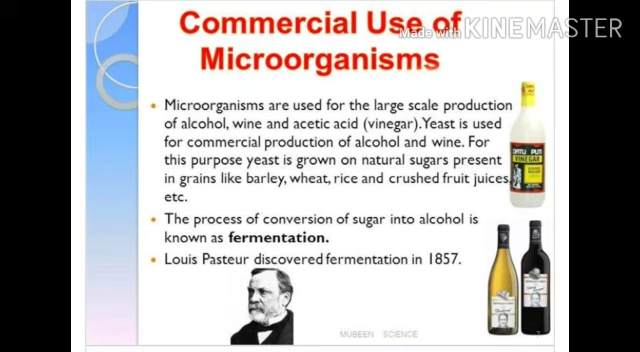 Commercial Use of
Made with KINEMASTER
Microorganisms
• Microorganisms are used for the large scale production
of alcohol, wine and acetic acid (vinegar).Yeast is used
for commercial production of alcohol and wine. For
this purpose yeast is grown on natural sugars present
in grains like barley, wheat, rice and crushed fruit juices
etc.
• The process of conversion of sugar into alcohol is
known as fermentation.
• Louis Pasteur discovered fermentation in 1857.
DATU PUTI
VINEGAR
MUBEEN SCIENCE